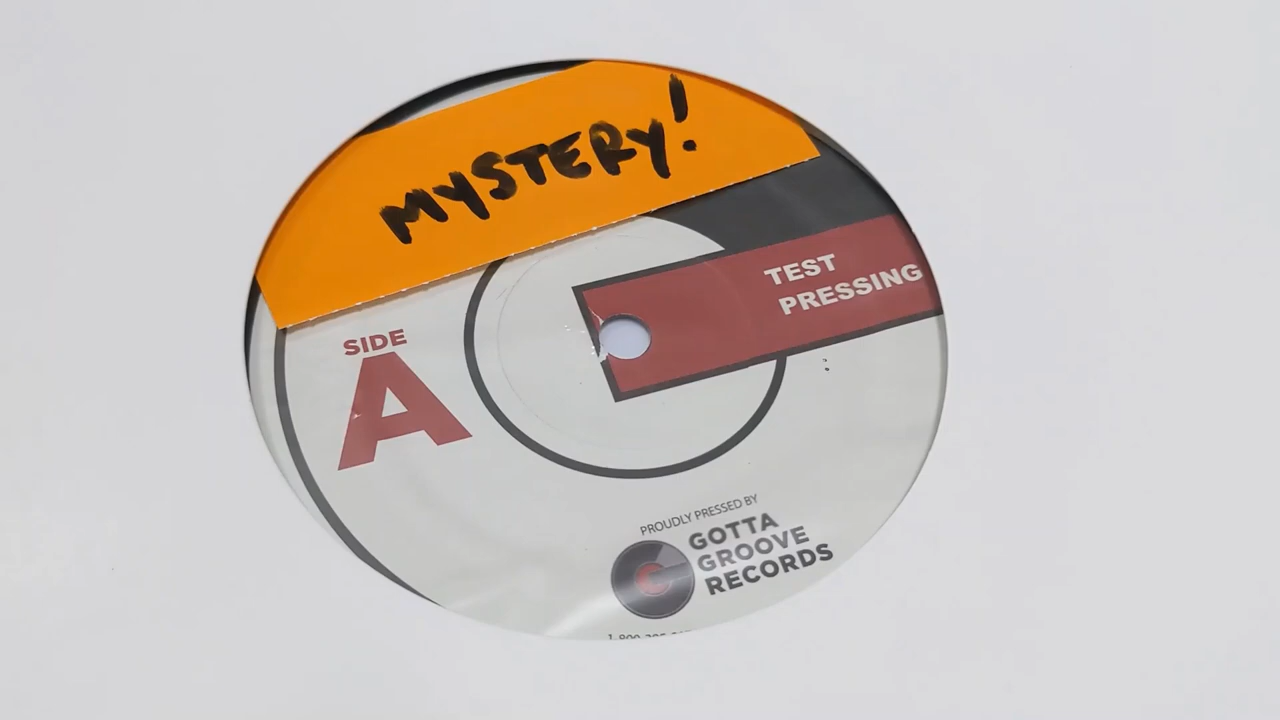 MYSTERY!
TEST
PRESSING
SIDE
A
PROUDLY PRESSED BY
GOTTA
GROOVE
RECORDS